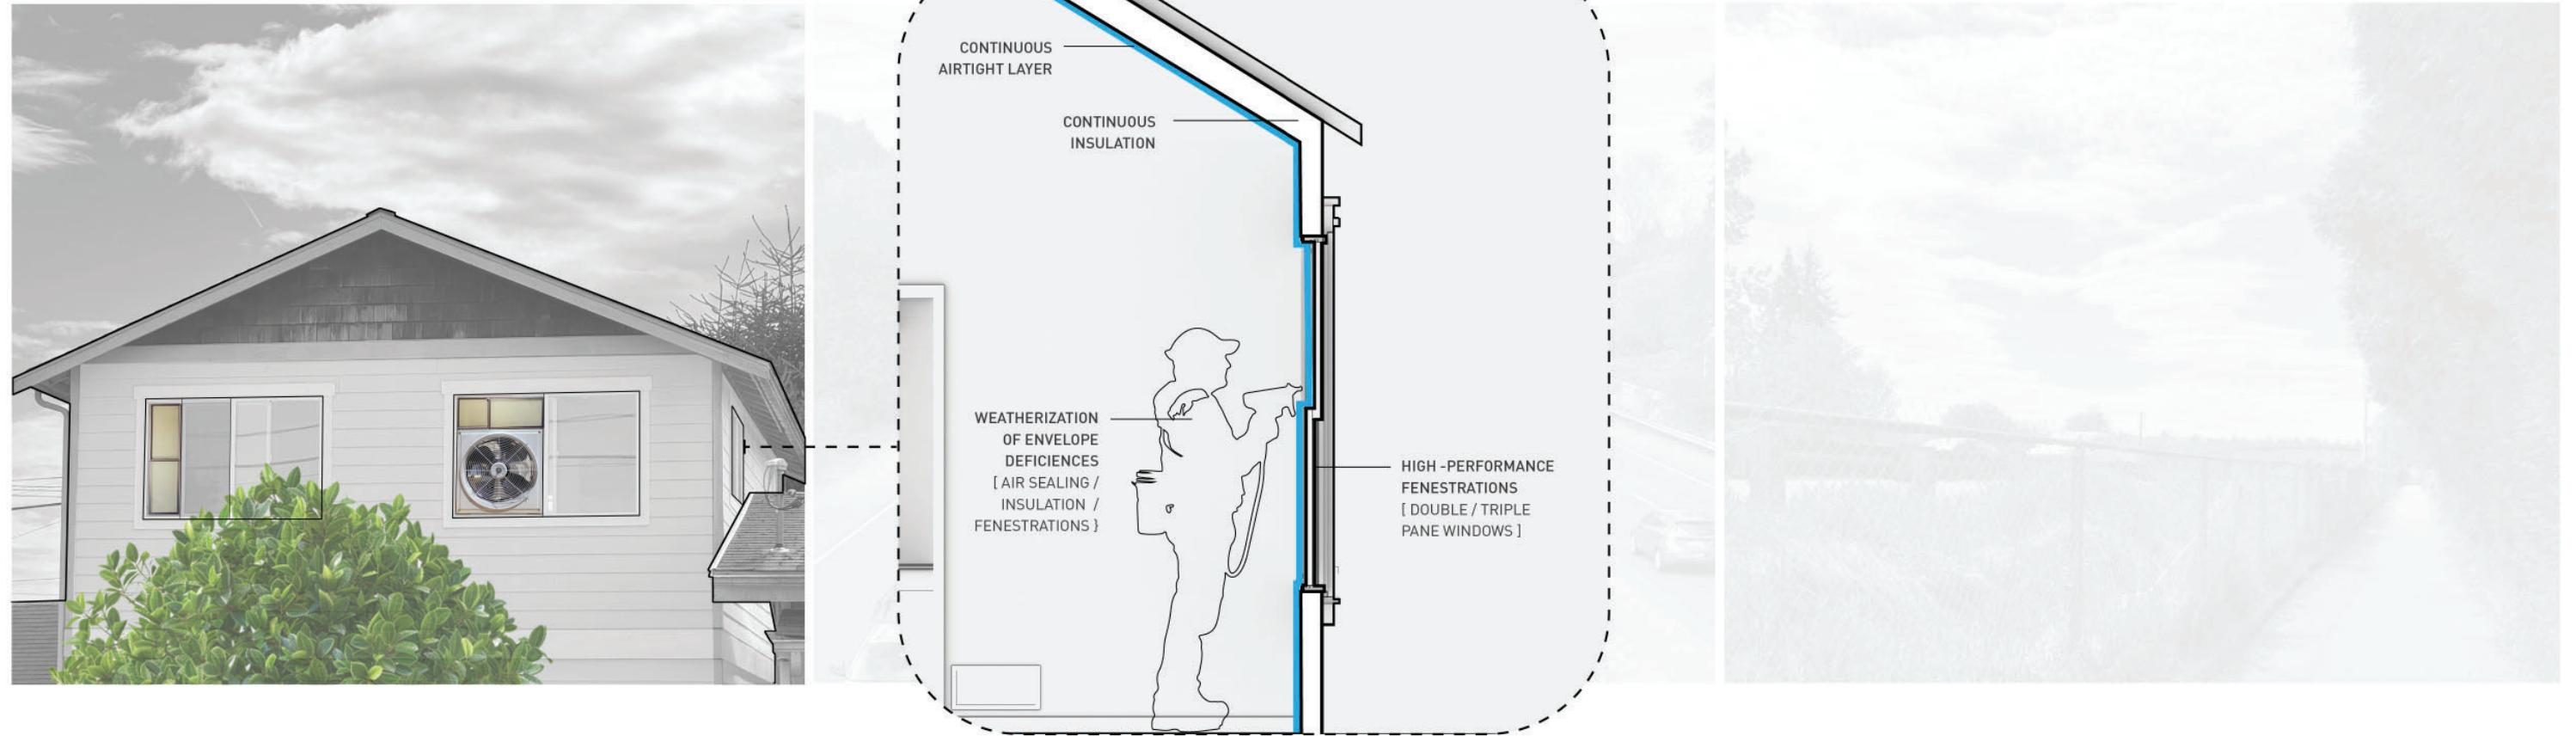 CONTINUOUS
AIRTIGHT LAYER
CONTINUOUS
INSULATION
WEATHERIZATION
OF ENVELOPE
DEFICIENCES
[ AIR SEALING /
INSULATION /
FENESTRATIONS }
HIGH -PERFORMANCE
FENESTRATIONS
[ DOUBLE / TRIPLE
PANE WINDOWS ]